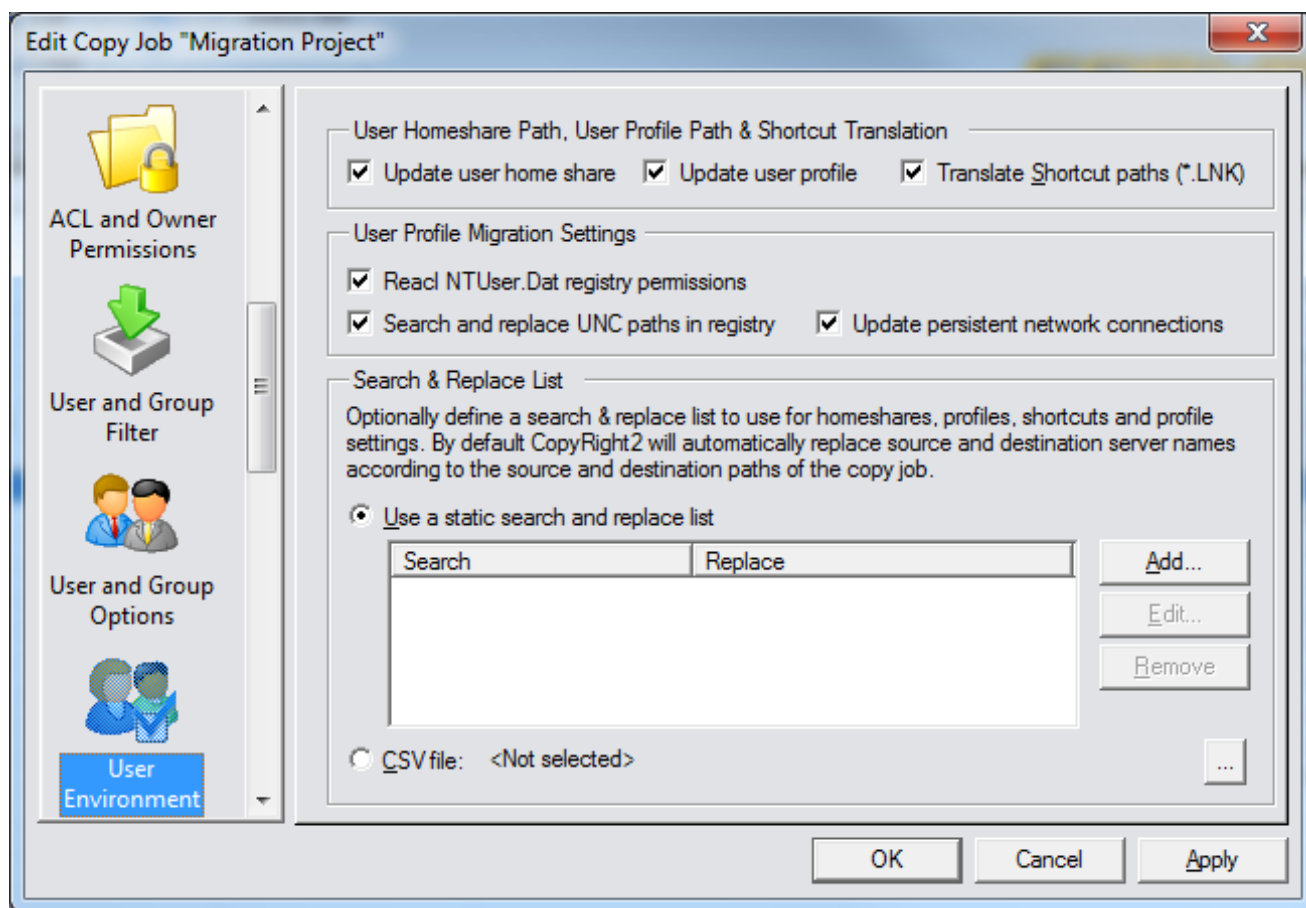 Edit Copy Job "Migration Project"
ACL and Owner
Permissions
User and Group
Filter
User and Group
Options
User
Environment
User Homeshare Path, User Profile Path & Shortcut Translation
Update user home share
Update user profile
Translate Shortcut paths (*.LNK)
User Profile Migration Settings
Reacl NTUser.Dat registry permissions
Search and replace UNC paths in registry
Update persistent network connections
Search & Replace List
Optionally define a search & replace list to use for homeshares, profiles, shortcuts and profile
settings. By default CopyRight2 will automatically replace source and destination server names
according to the source and destination paths of the copy job.
Use a static search and replace list
Search
Replace
Add...
Edit...
Remove
CSV file: <Not selected>
...
OK
Cancel
Apply